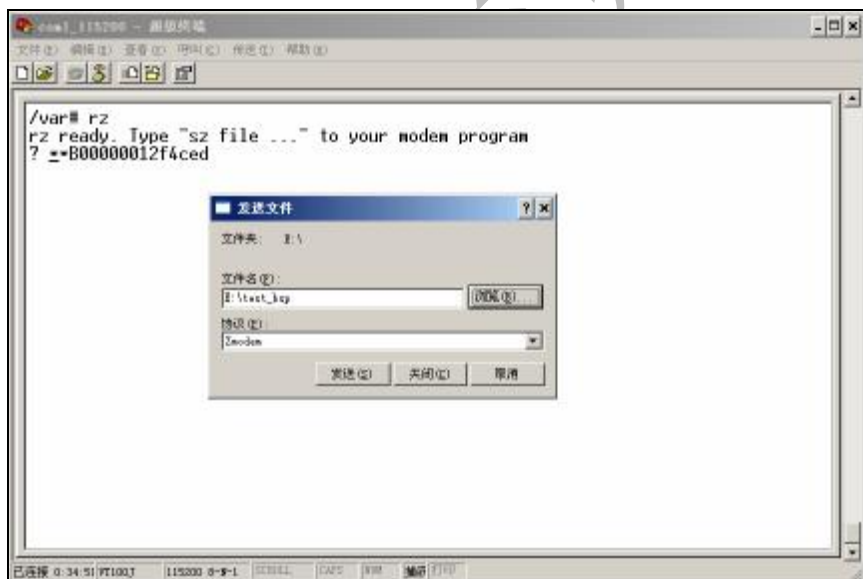 com1_115200 - 超级终端
文件(F) 编辑(E) 查看(V) 呼叫(C) 传送(T) 帮助(H)
/var# rz
rz ready. Type "sz file ..." to your modem program
? **B00000012f4ced
发送文件
文件夹: E:\
文件名(F):
E:\test_bsp
浏览(B)...
协议(P):
Zmodem
发送(S) 关闭(C) 取消
已连接 0:34:51 VT100J 115200 8-N-1 SCROLL CAPS NUM 捕 打印